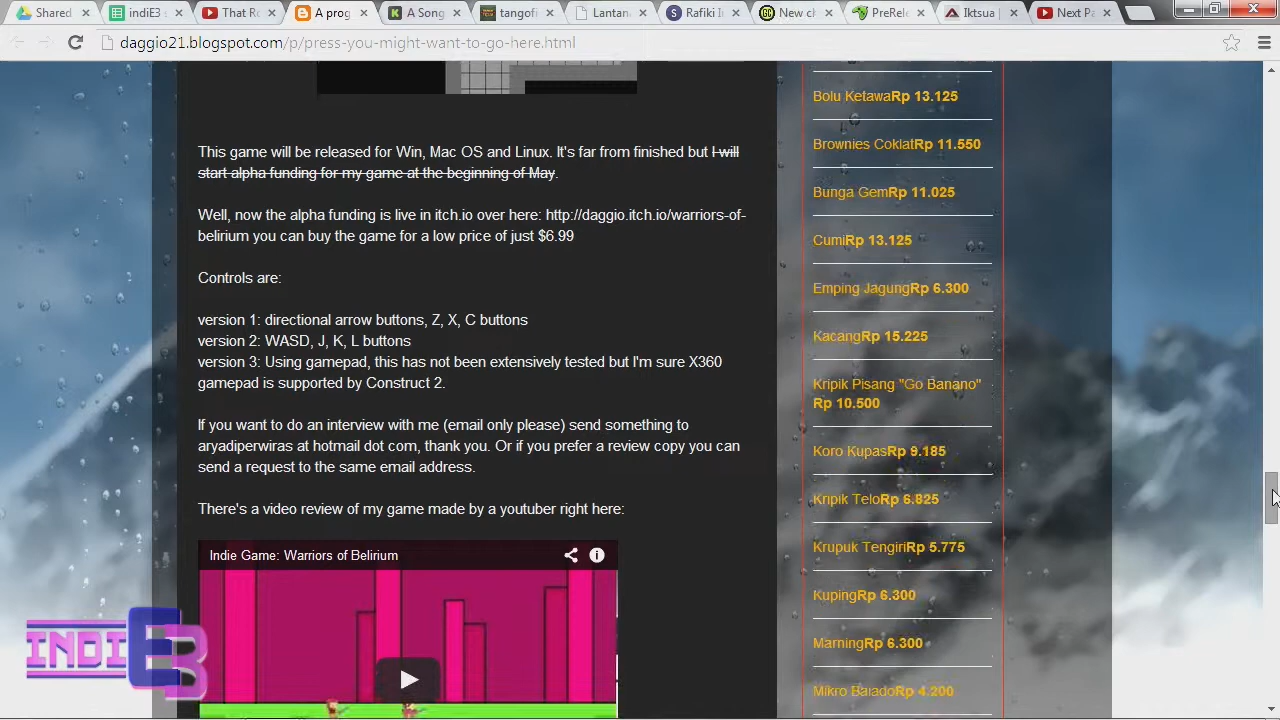 Shared
indiE3 s
That Ro
A prog
A Song
tangofi
Lantana
Rafiki
New ch
PreRele
Iktsua |
Next Pa
daggio21.blogspot.com/p/press-you-might-want-to-go-here.html
This game will be released for Win, Mac OS and Linux. It's far from finished but I will
start alpha funding for my game at the beginning of May.
Well, now the alpha funding is live in itch.io over here: http://daggio.itch.io/warriors-of-
belirium you can buy the game for a low price of just $6.99
Controls are:
version 1: directional arrow buttons, Z, X, C buttons
version 2: WASD, J, K, L buttons
version 3: Using gamepad, this has not been extensively tested but I'm sure X360
gamepad is supported by Construct 2.
If you want to do an interview with me (email only please) send something to
aryadiperwiras at hotmail dot com, thank you. Or if you prefer a review copy you can
send a request to the same email address.
There's a video review of my game made by a youtuber right here:
Indie Game: Warriors of Belirium
INDIE3
Bolu KetawaRp 13.125
Brownies CoklatRp 11.550
Bunga GemRp 11.025
CumiRp 13.125
Emping JagungRp 6.300
KacangRp 15.225
Kripik Pisang "Go Banano"
Rp 10.500
Koro KupasRp 9.185
Kripik TeloRp 6.825
Krupuk TengiriRp 5.775
KupingRp 6.300
MarningRp 6.300
Mikro BaladoRp 4.200